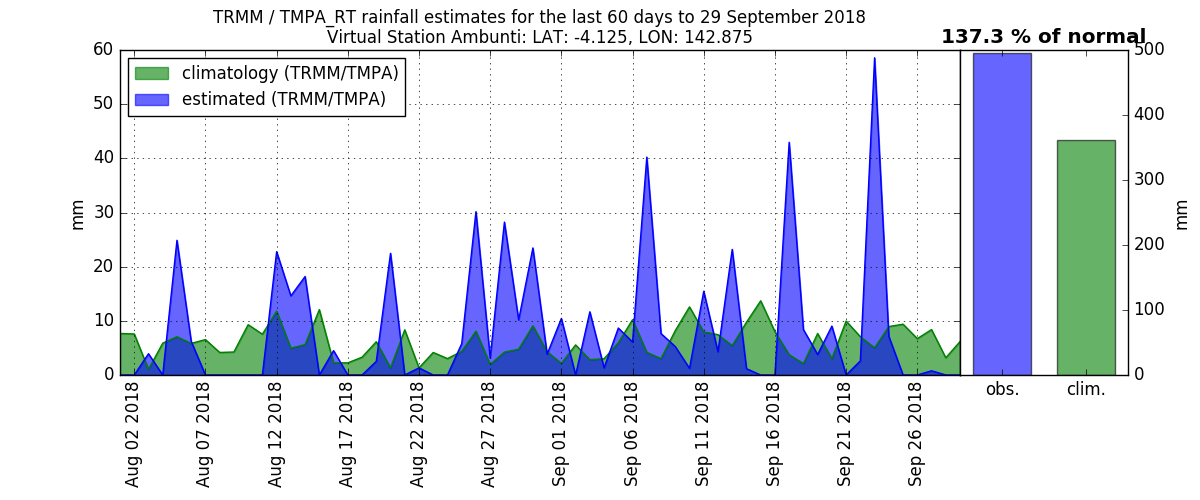 TRMM / TMPA_RT rainfall estimates for the last 60 days to 29 September 2018
Virtual Station Ambunti: LAT: -4.125, LON: 142.875
137.3 % of normal
climatology (TRMM/TMPA)
estimated (TRMM/TMPA)
60
50
40
30
20
10
0
mm
Aug 02 2018
Aug 07 2018
Aug 12 2018
Aug 17 2018
Aug 22 2018
Aug 27 2018
Sep 01 2018
Sep 06 2018
Sep 11 2018
Sep 16 2018
Sep 21 2018
Sep 26 2018
obs.
clim.
500
400
300
200
100
0
mm